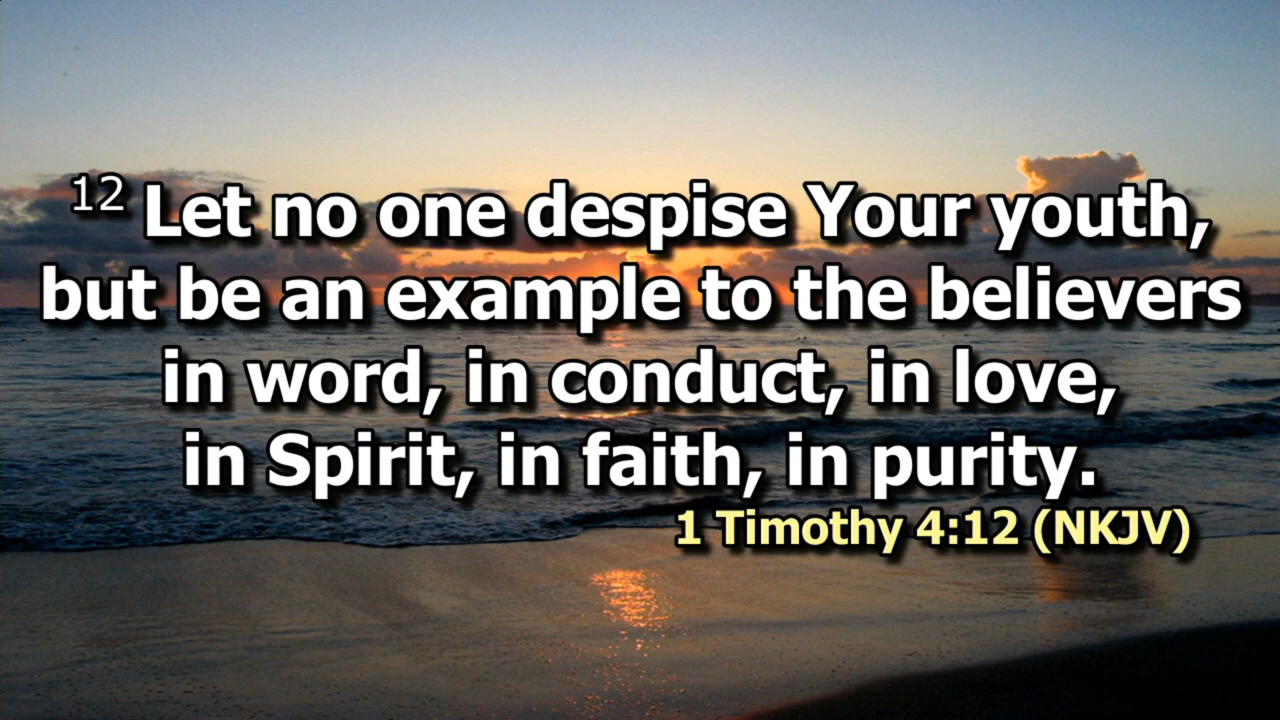 12 Let no one despise Your youth,
but be an example to the believers
in word, in conduct, in love,
in Spirit, in faith, in purity.
1 Timothy 4:12 (NKJV)